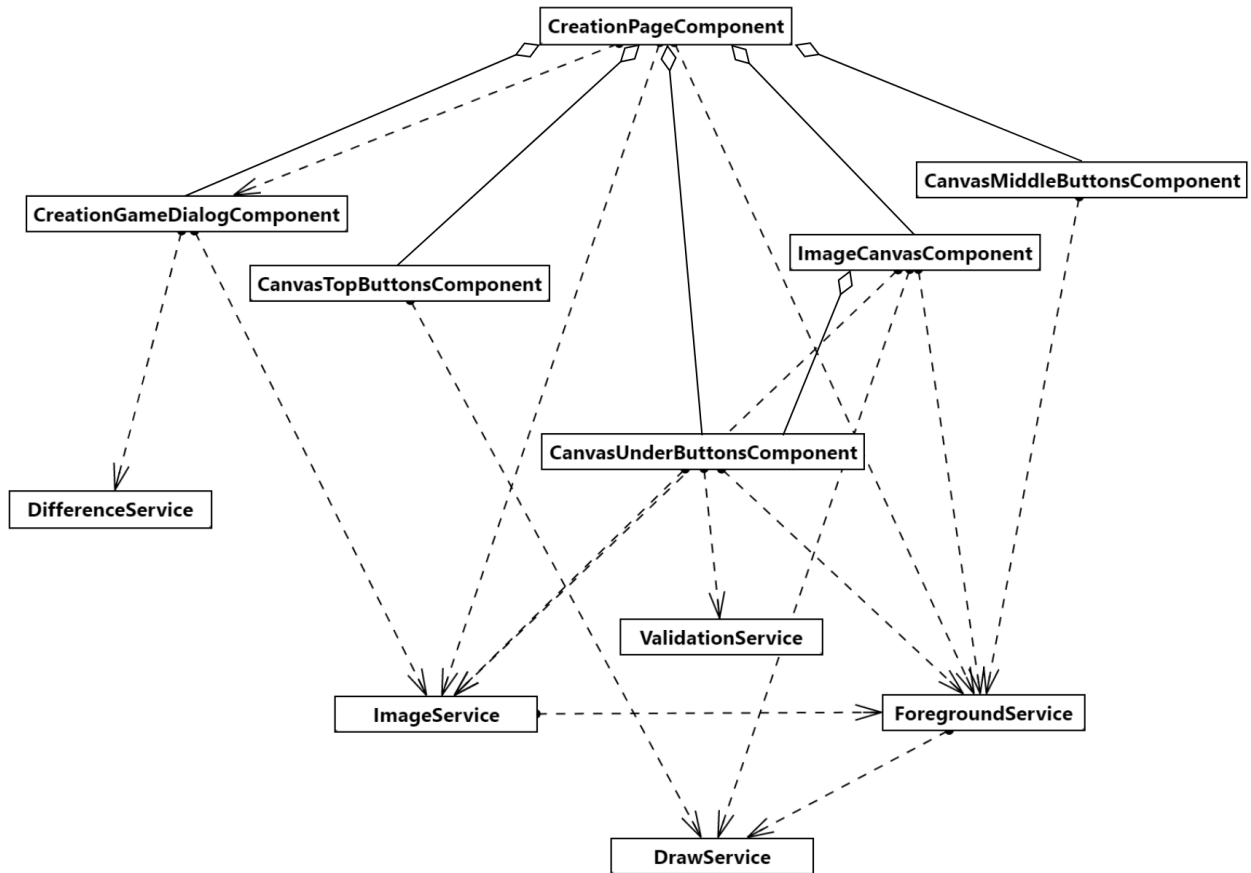 CreationPageComponent
CanvasMiddleButtonsComponent
CreationGameDialogComponent
ImageCanvasComponent
CanvasTopButtonsComponent
CanvasUnderButtonsComponent
DifferenceService
ValidationService
ImageService
ForegroundService
DrawService